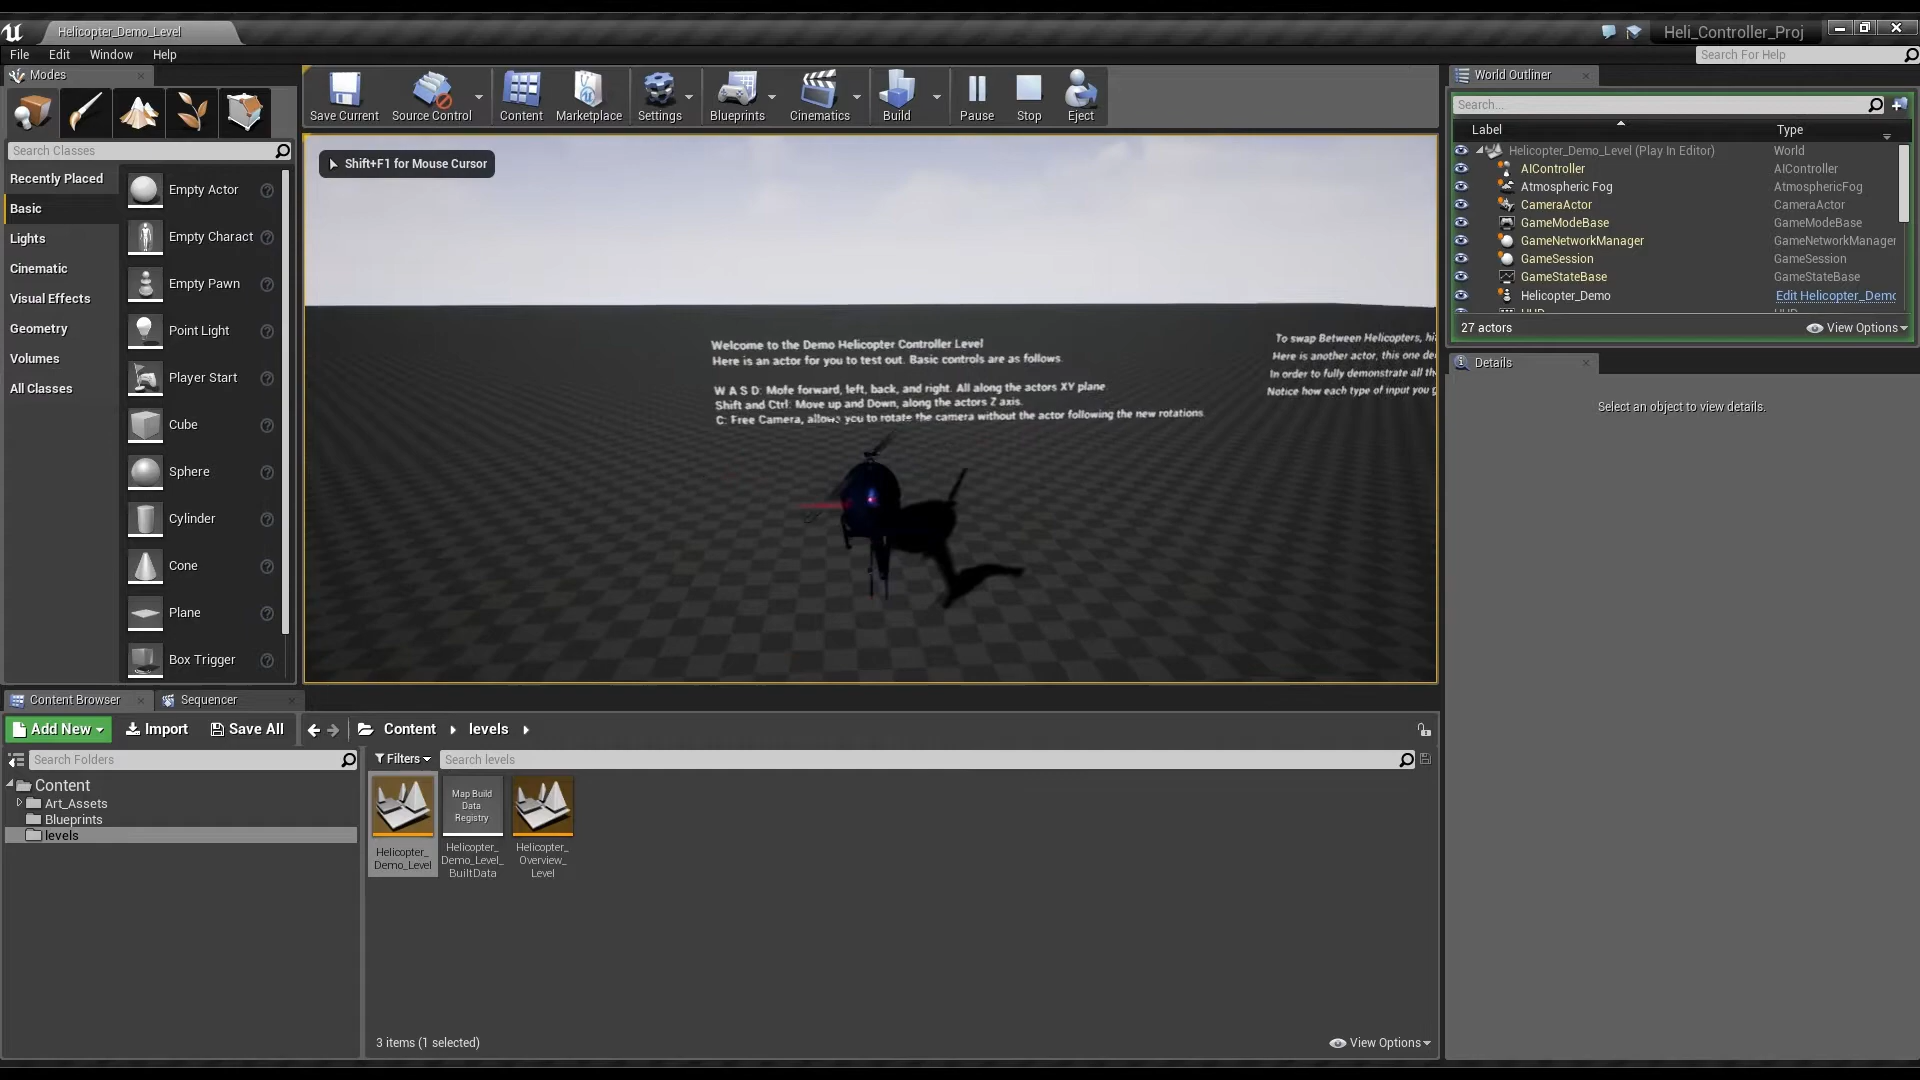 Helicopter_Demo_Level
Heli_Controller_Proj
File Edit Window Help
Search For Help
Modes
Search Classes
Recently Placed
Basic
Lights
Cinematic
Visual Effects
Geometry
Volumes
All Classes
Empty Actor
Empty Charact
Empty Pawn
Point Light
Player Start
Cube
Sphere
Cylinder
Cone
Plane
Box Trigger
Save Current
Source Control
Content
Marketplace
Settings
Blueprints
Cinematics
Build
Pause
Stop
Eject
Shift+F1 for Mouse Cursor
Welcome to the Demo Helicopter Controller Level
Here is an actor for you to test out. Basic controls are as follows.
W A S D: Mofe forward, left, back, and right. All along the actors XY plane
Shift and Ctrl: Move up and Down, along the actors Z axis.
C: Free Camera, allows you to rotate the camera without the actor following the new rotations
To swap Between Helicopters, hi
Here is another actor, this one de
In order to fully demonstrate all th
Notice how each type of input you g
World Outliner
Search...
Label Type
Helicopter_Demo_Level (Play In Editor) World
AIController AIController
Atmospheric Fog AtmosphericFog
CameraActor CameraActor
GameModeBase GameModeBase
GameNetworkManager GameNetworkManager
GameSession GameSession
GameStateBase GameStateBase
Helicopter_Demo Edit Helicopter_Demo
27 actors
View Options
Details
Select an object to view details.
Content Browser
Sequencer
Add New
Import
Save All
Content
levels
Search Folders
Content
Art_Assets
Blueprints
levels
Filters
Search levels
Map Build
Data
Registry
Helicopter_
Demo_Level
Helicopter_
Demo_Level_
BuiltData
Helicopter_
Overview_
Level
3 items (1 selected)
View Options